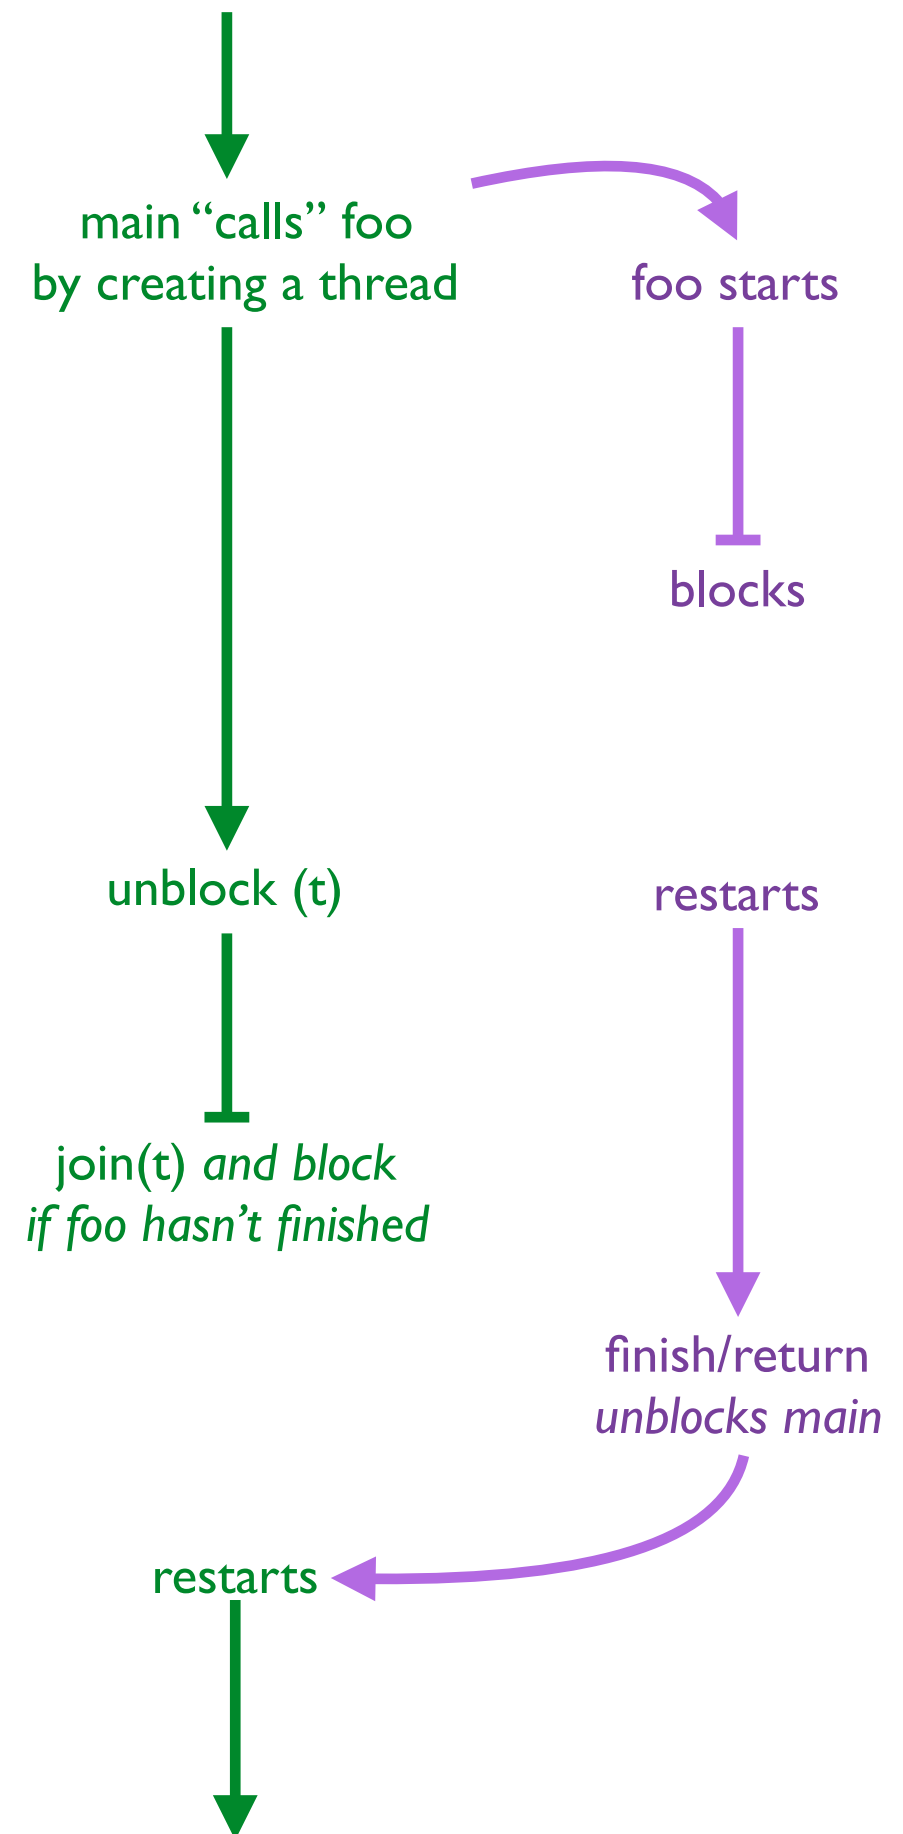 main “calls” foo
by creating a thread
foo starts
blocks
unblock (t)
restarts
join(t) and block
if foo hasn’t finished
finish/return
unblocks main
restarts